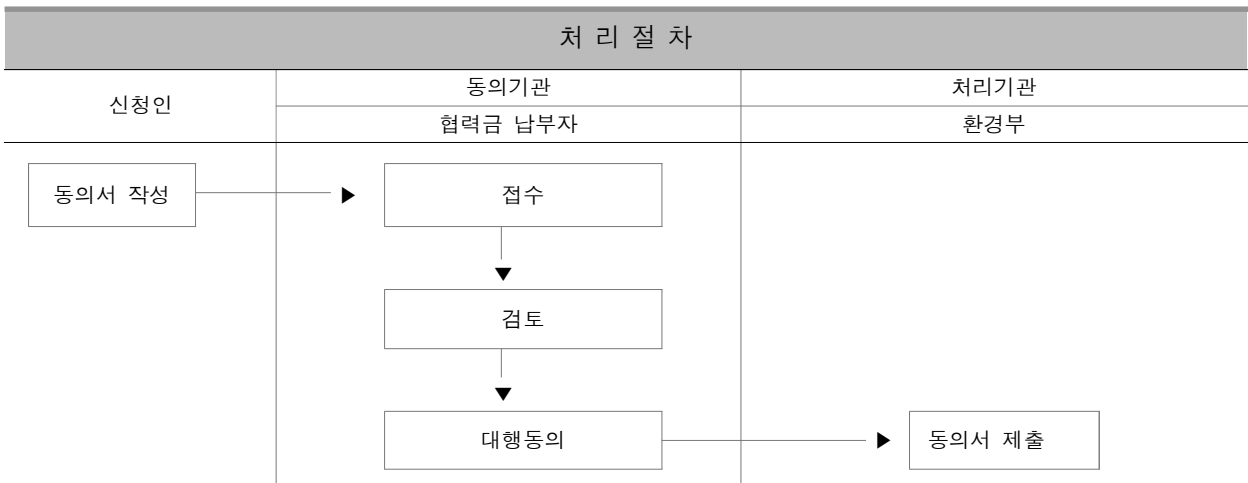 처 리 절 차
신청인
동의기관
처리기관
협력금 납부자
환경부
동의서 작성
접수
검토
대행동의
동의서 제출